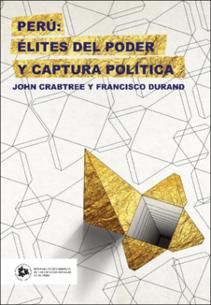 PERÚ:
ÉLITES DEL PODER
Y CAPTURA POLÍTICA
JOHN CRABTREE Y FRANCISCO DURAND